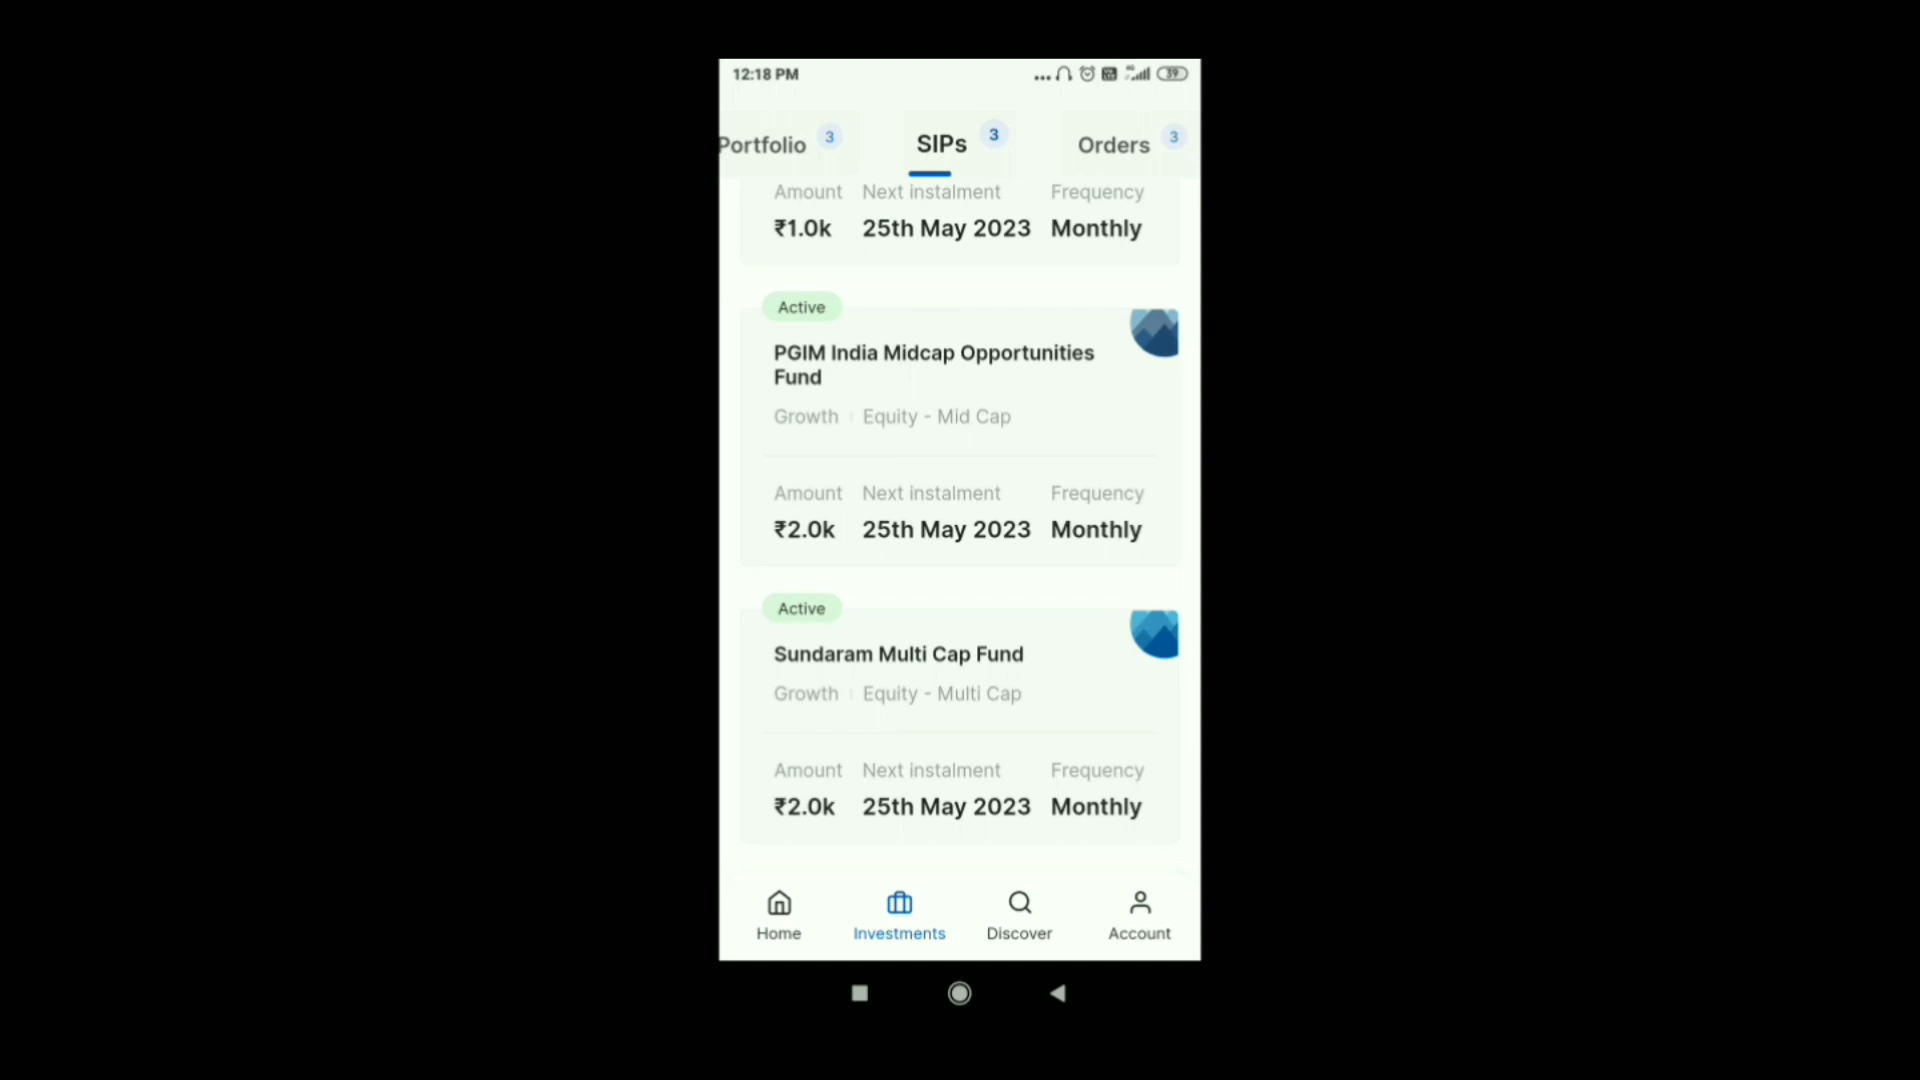 12:18 PM ... 4G 39
Portfolio 3 SIPs 3 Orders 3
Amount Next instalment Frequency
₹1.0k 25th May 2023 Monthly
Active
PGIM India Midcap Opportunities
Fund
Growth Equity - Mid Cap
Amount Next instalment Frequency
₹2.0k 25th May 2023 Monthly
Active
Sundaram Multi Cap Fund
Growth Equity - Multi Cap
Amount Next instalment Frequency
₹2.0k 25th May 2023 Monthly
Home Investments Discover Account